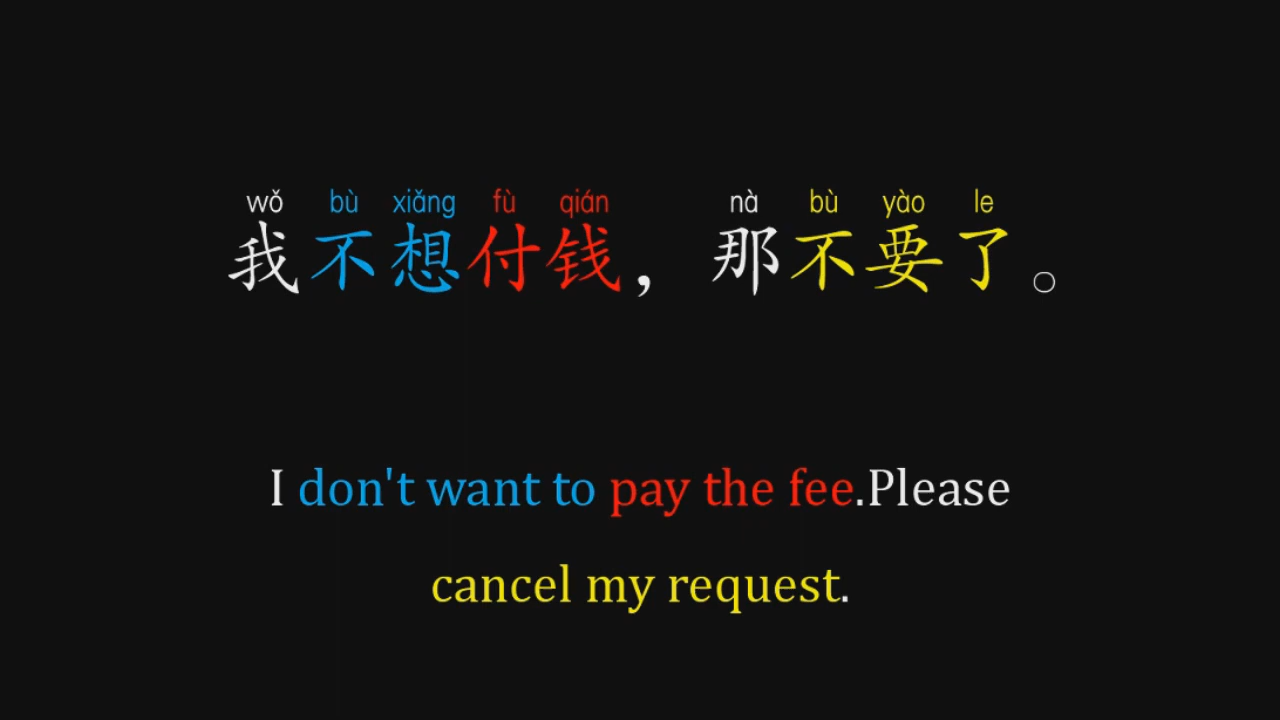 wǒ bù xiǎng fù qián nà bù yào le
我不想付钱，那不要了。
I don't want to pay the fee.Please
cancel my request.